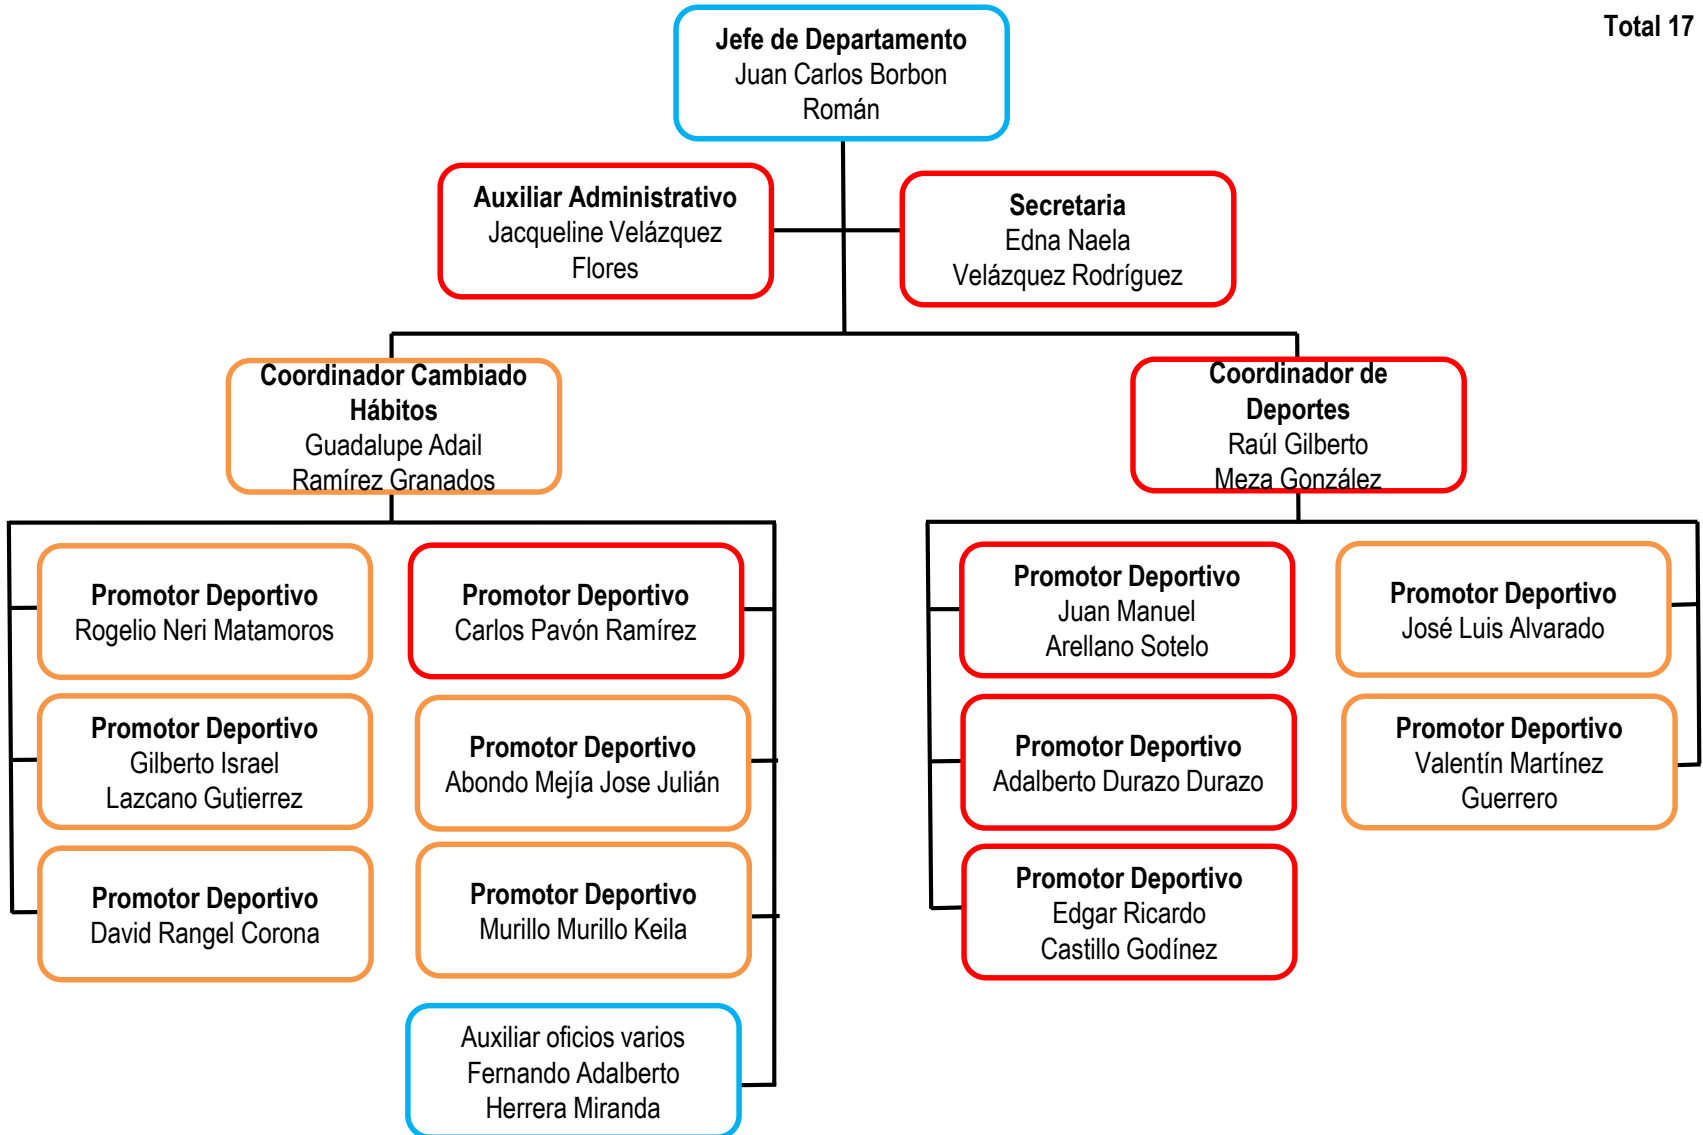 Total 17
Jefe de Departamento
Juan Carlos Borbon
Román
Auxiliar Administrativo
Jacqueline Velázquez
Flores
Secretaria
Edna Naela
Velázquez Rodríguez
Coordinador Cambiado
Hábitos
Guadalupe Adail
Ramírez Granados
Coordinador de
Deportes
Raúl Gilberto
Meza González
Promotor Deportivo
Rogelio Neri Matamoros
Promotor Deportivo
Carlos Pavón Ramírez
Promotor Deportivo
Juan Manuel
Arellano Sotelo
Promotor Deportivo
José Luis Alvarado
Promotor Deportivo
Gilberto Israel
Lazcano Gutierrez
Promotor Deportivo
Abondo Mejía Jose Julián
Promotor Deportivo
Adalberto Durazo Durazo
Promotor Deportivo
Valentín Martínez
Guerrero
Promotor Deportivo
David Rangel Corona
Promotor Deportivo
Murillo Murillo Keila
Promotor Deportivo
Edgar Ricardo
Castillo Godínez
Auxiliar oficios varios
Fernando Adalberto
Herrera Miranda